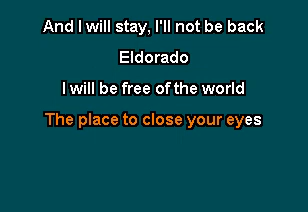 And I will stay, I'll not be back
Eldorado
I will be free of the world
The place to close your eyes